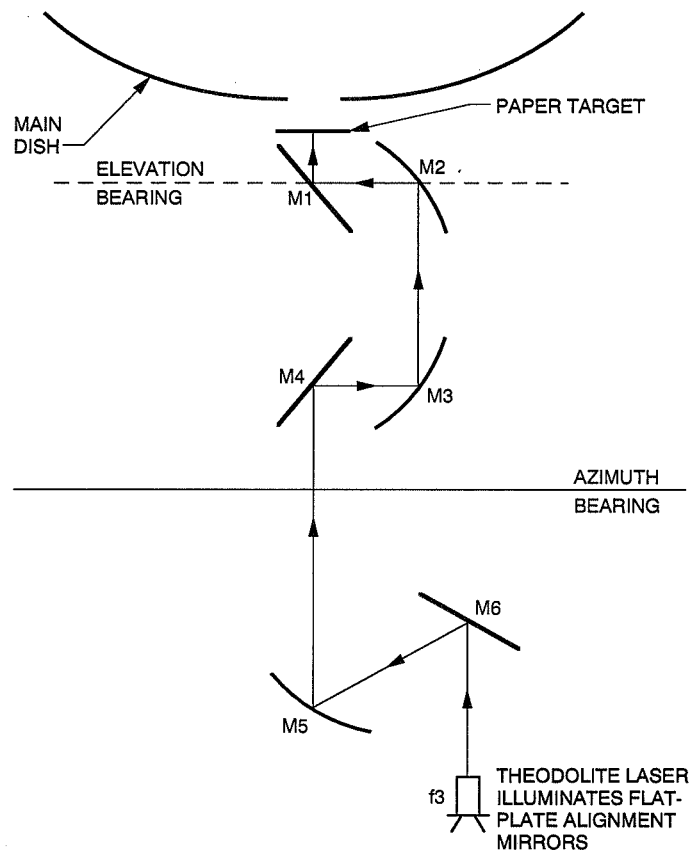 PAPER TARGET
MAIN
DISH
M2
ELEVATION
BEARING
M1
M4
M3
AZIMUTH
BEARING
M6
M5
f3
THEODOLITE LASER
ILLUMINATES FLAT-
PLATE ALIGNMENT
MIRRORS